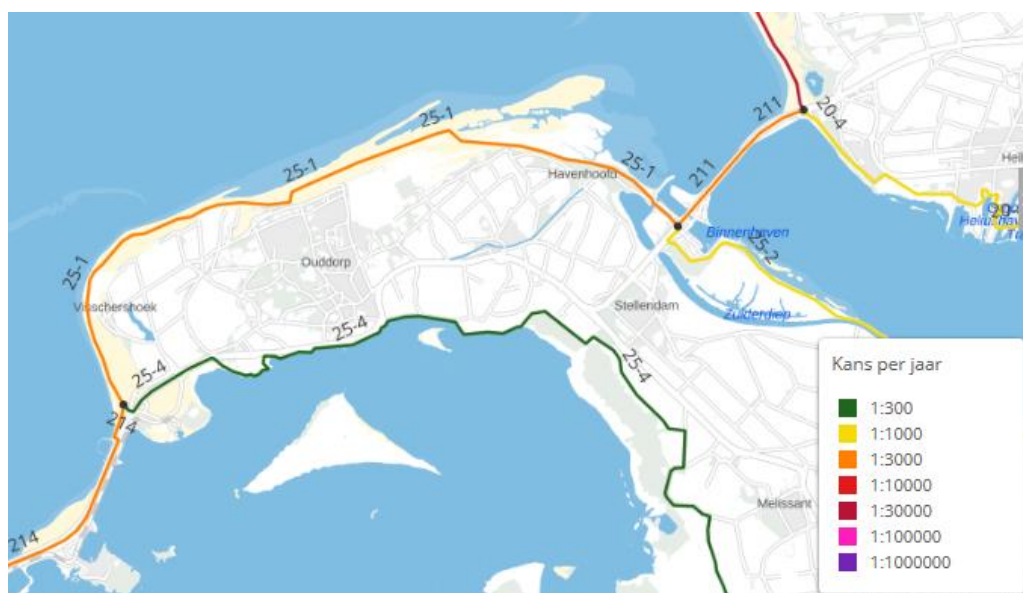 25-1
211
20-4
25-1
25-1
211
Havenhoofd
Hel
20-
Binnenhaven
25-2
25-1
Ouddorp
Visschershoek
Stellendam
Zuiderdiep
25-4
25-4
25-4
214
Melissant
214
Kans per jaar
1:300
1:1000
1:3000
1:10000
1:30000
1:100000
1:1000000